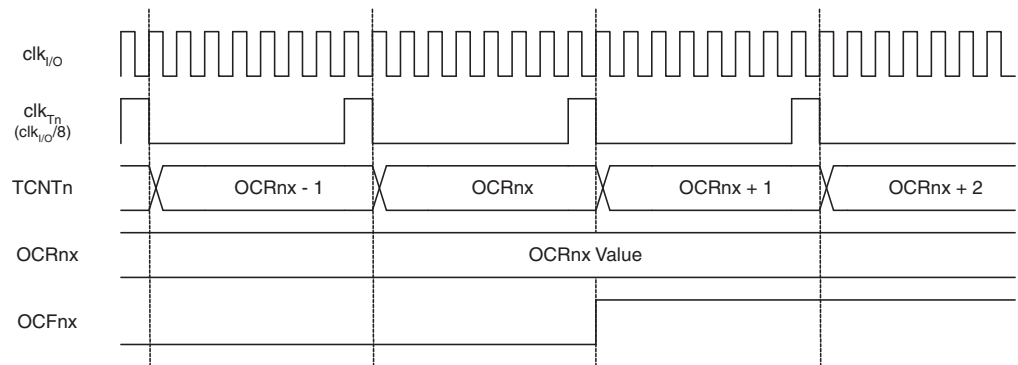 clkI/O
clkTn
(clkI/O/8)
TCNTn
OCRnx - 1
OCRnx
OCRnx + 1
OCRnx + 2
OCRnx
OCRnx Value
OCFnx